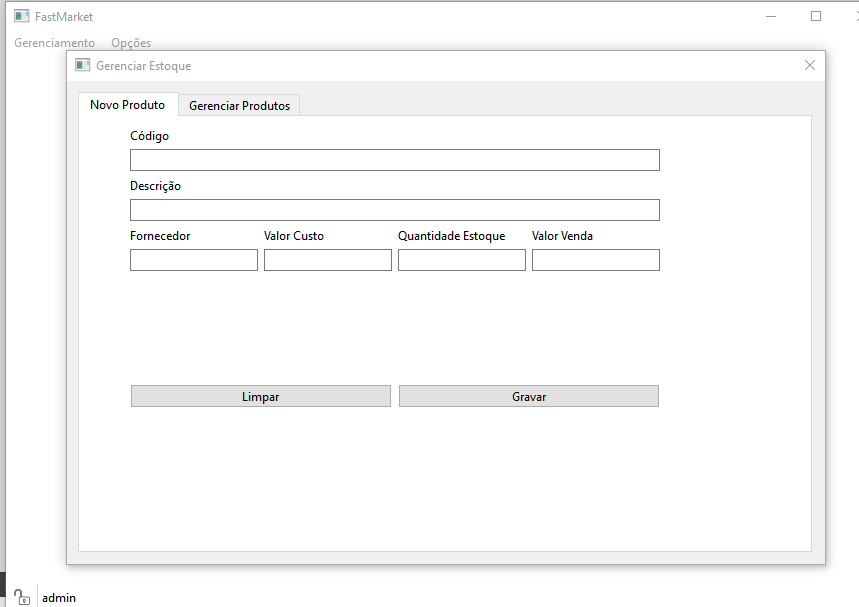 FastMarket
Gerenciamento Opções
Gerenciar Estoque
Novo Produto Gerenciar Produtos
Código
Descrição
Fornecedor Valor Custo Quantidade Estoque Valor Venda
Limpar Gravar
admin